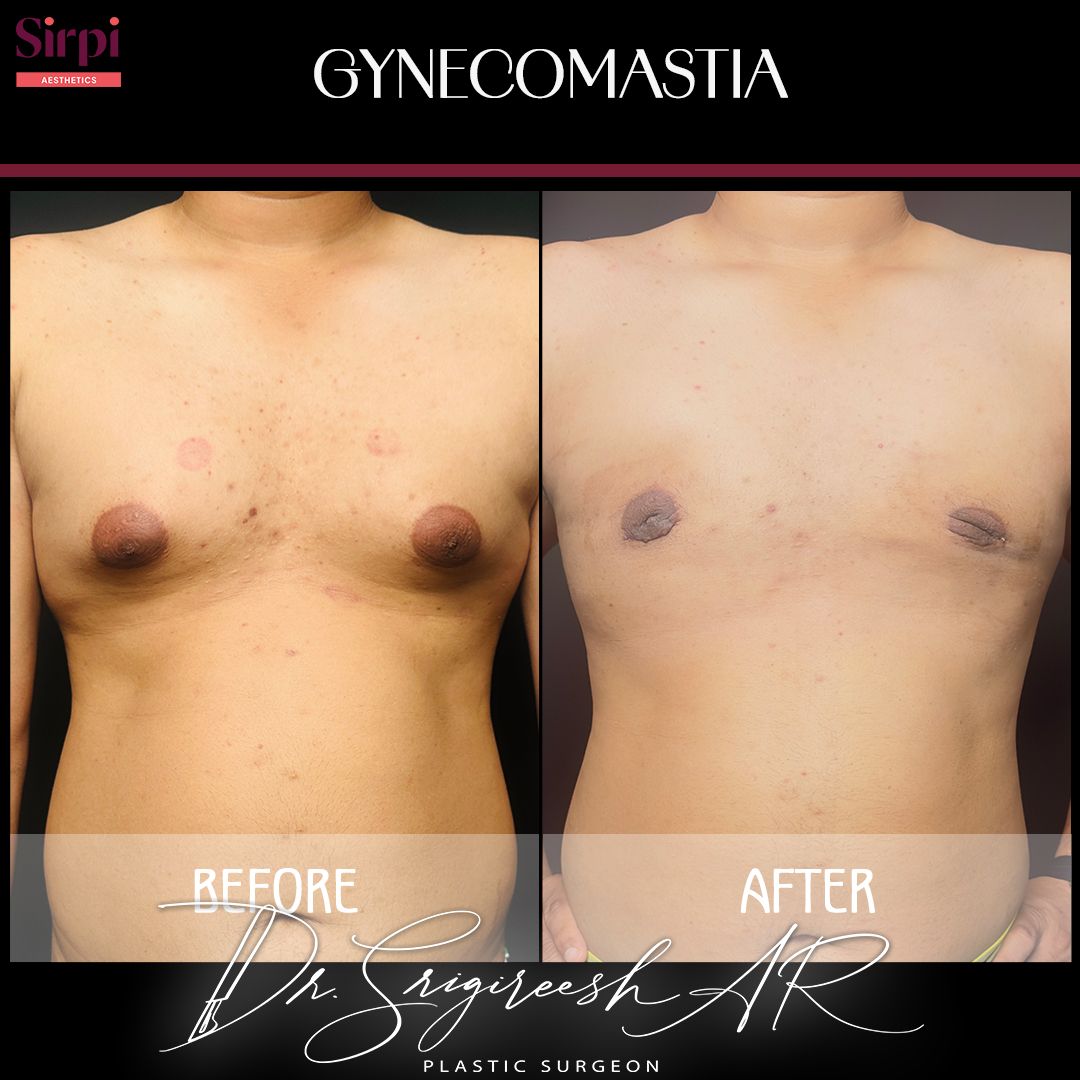 Sirpi
AESTHETICS
GYNECOMASTIA
BEFORE
AFTER
Dr. Srigireesh AR
PLASTIC SURGEON